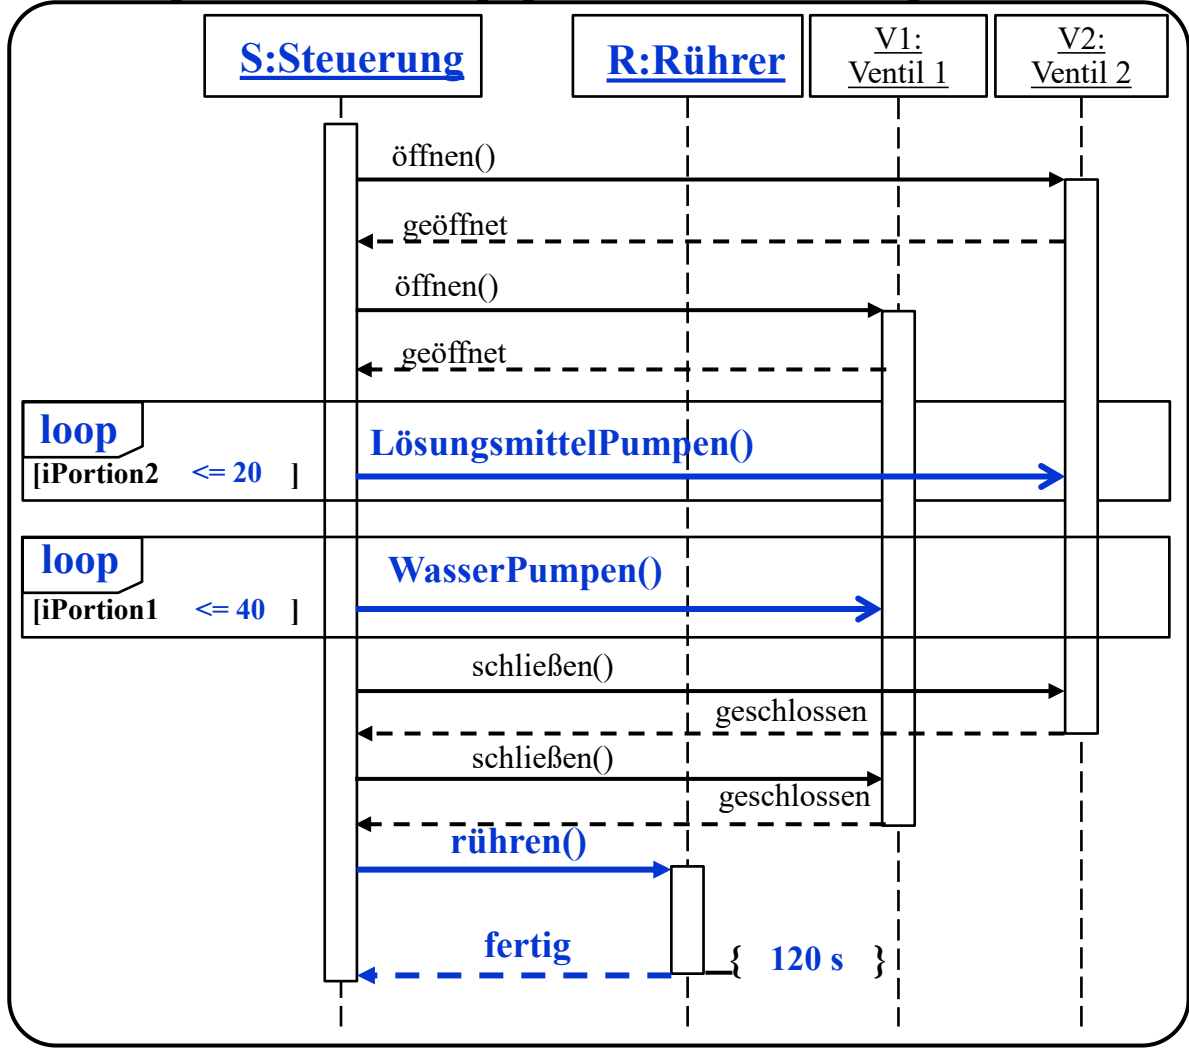 S:Steuerung
R:Rührer
V1:
Ventil 1
V2:
Ventil 2
öffnen()
geöffnet
öffnen()
geöffnet
loop
LösungsmittelPumpen()
[iPortion2 <= 20 ]
loop
WasserPumpen()
[iPortion1 <= 40 ]
schließen()
geschlossen
schließen()
geschlossen
rühren()
fertig
{ 120 s }